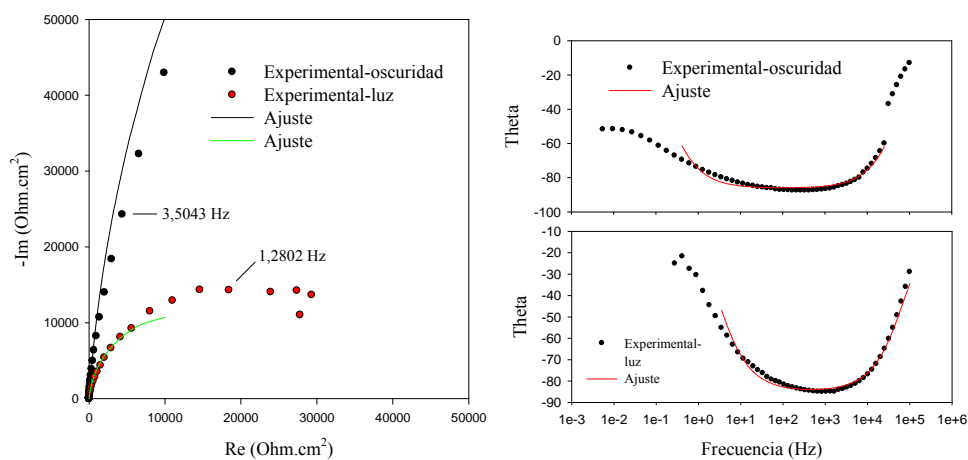 50000
40000
30000
20000
10000
0
-Im (Ohm.cm2)
Experimental-oscuridad
Experimental-luz
Ajuste
Ajuste
3,5043 Hz
1,2802 Hz
0 10000 20000 30000 40000 50000
Re (Ohm.cm2)
0
-20
-40
-60
-80
-100
Theta
Experimental-oscuridad
Ajuste
-10
-20
-30
-40
-50
-60
-70
-80
-90
Theta
Experimental-
luz
Ajuste
1e-3 1e-2 1e-1 1e+0 1e+1 1e+2 1e+3 1e+4 1e+5 1e+6
Frecuencia (Hz)